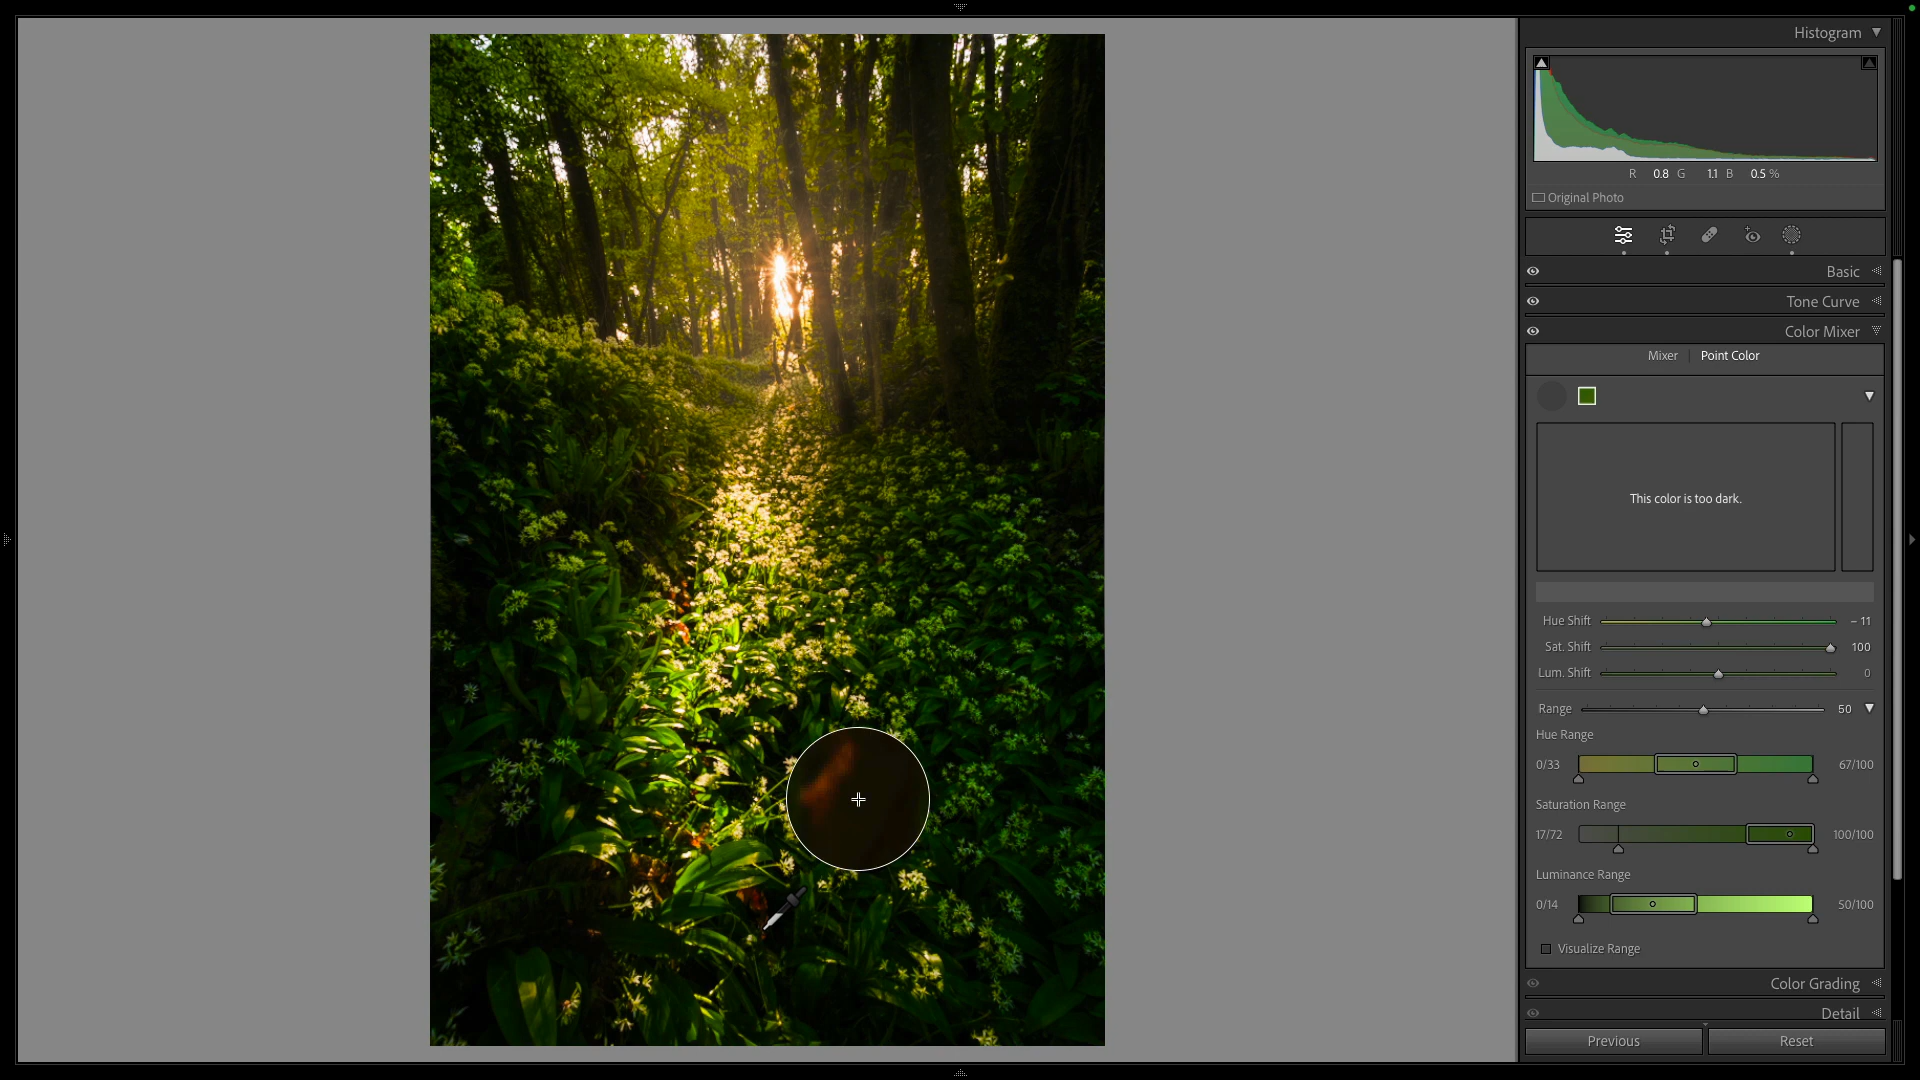 Histogram
R 0.8 G 1.1 B 0.5 %
Original Photo
Basic
Tone Curve
Color Mixer
Mixer | Point Color
This color is too dark.
Hue Shift - 11
Sat. Shift 100
Lum. Shift 0
Range 50
Hue Range
0/33 67/100
Saturation Range
17/72 100/100
Luminance Range
0/14 50/100
Visualize Range
Color Grading
Detail
Previous Reset